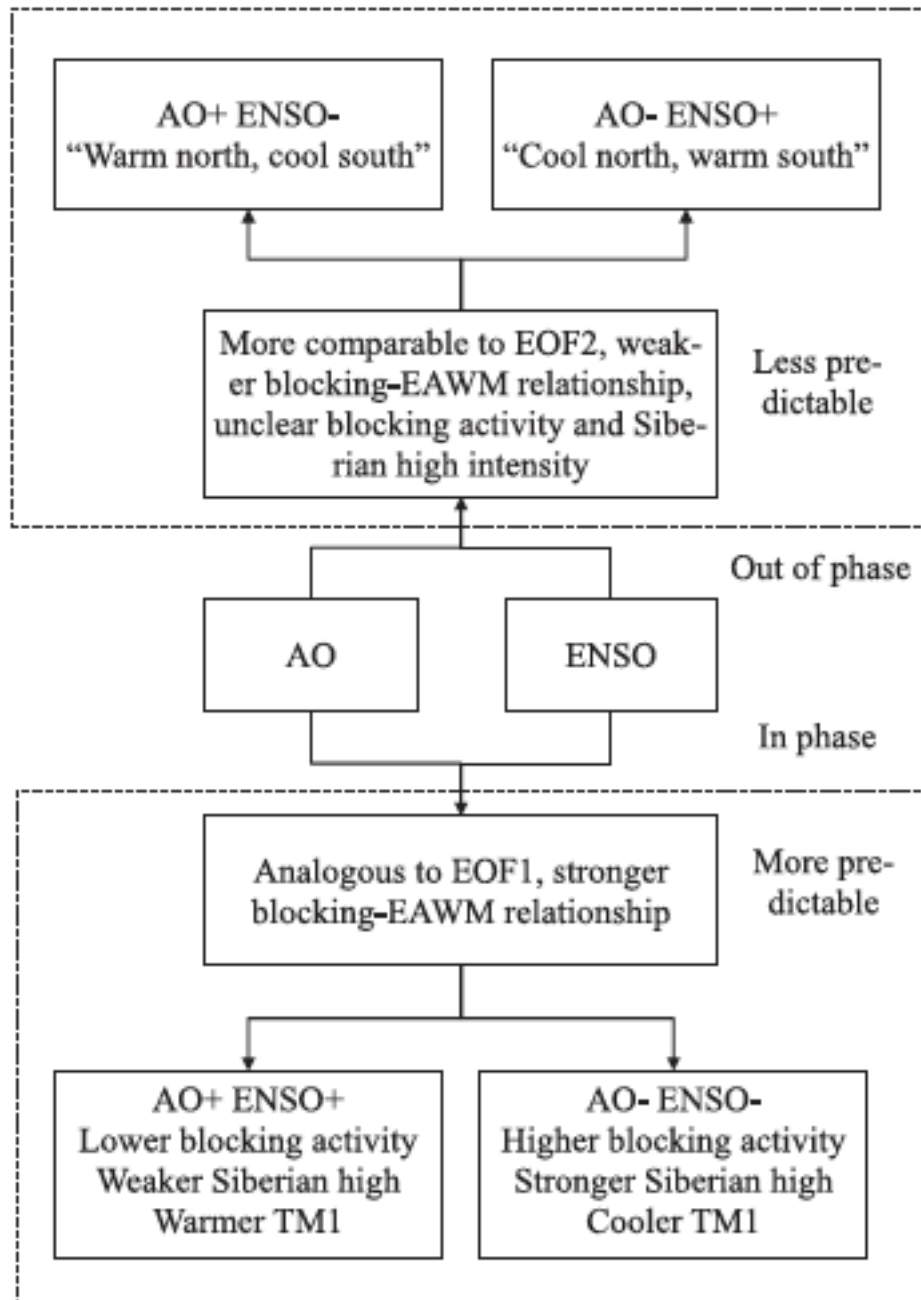 AO+ ENSO-
“Warm north, cool south”
AO- ENSO+
“Cool north, warm south”
More comparable to EOF2, weak-
er blocking–EAWM relationship,
unclear blocking activity and Sibe-
rian high intensity
Less pre-
dictable
Out of phase
AO
ENSO
In phase
Analogous to EOF1, stronger
blocking–EAWM relationship
More pre-
dictable
AO+ ENSO+
Lower blocking activity
Weaker Siberian high
Warmer TM1
AO- ENSO-
Higher blocking activity
Stronger Siberian high
Cooler TM1